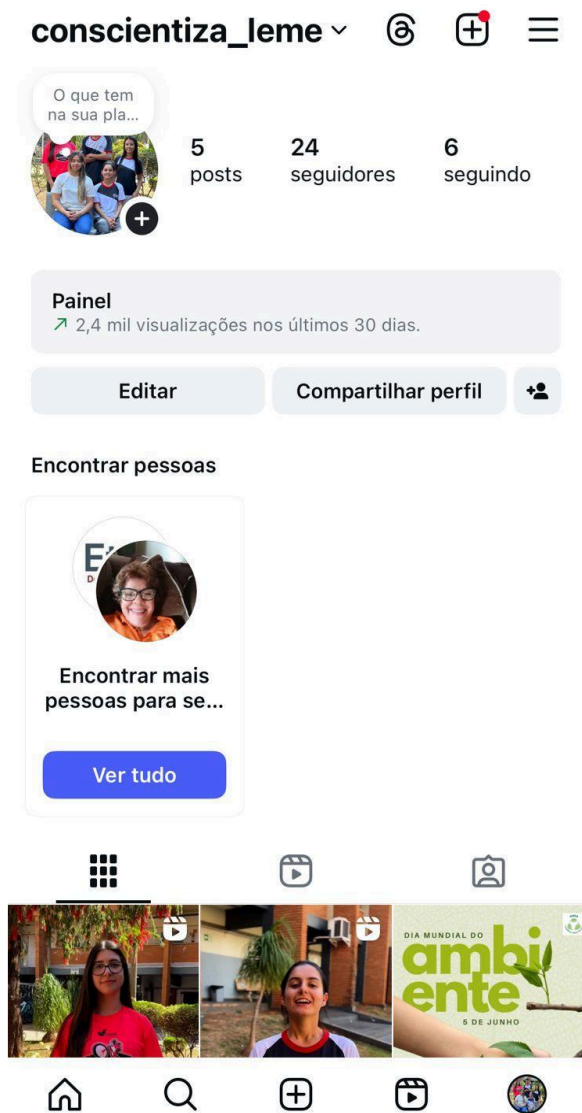 conscientiza_leme
O que tem
na sua pla...
5
posts
24
seguidores
6
seguindo
Painel
2,4 mil visualizações nos últimos 30 dias.
Editar
Compartilhar perfil
Encontrar pessoas
Encontrar mais
pessoas para se...
Ver tudo
DIA MUNDIAL DO
ambi
ente
5 DE JUNHO